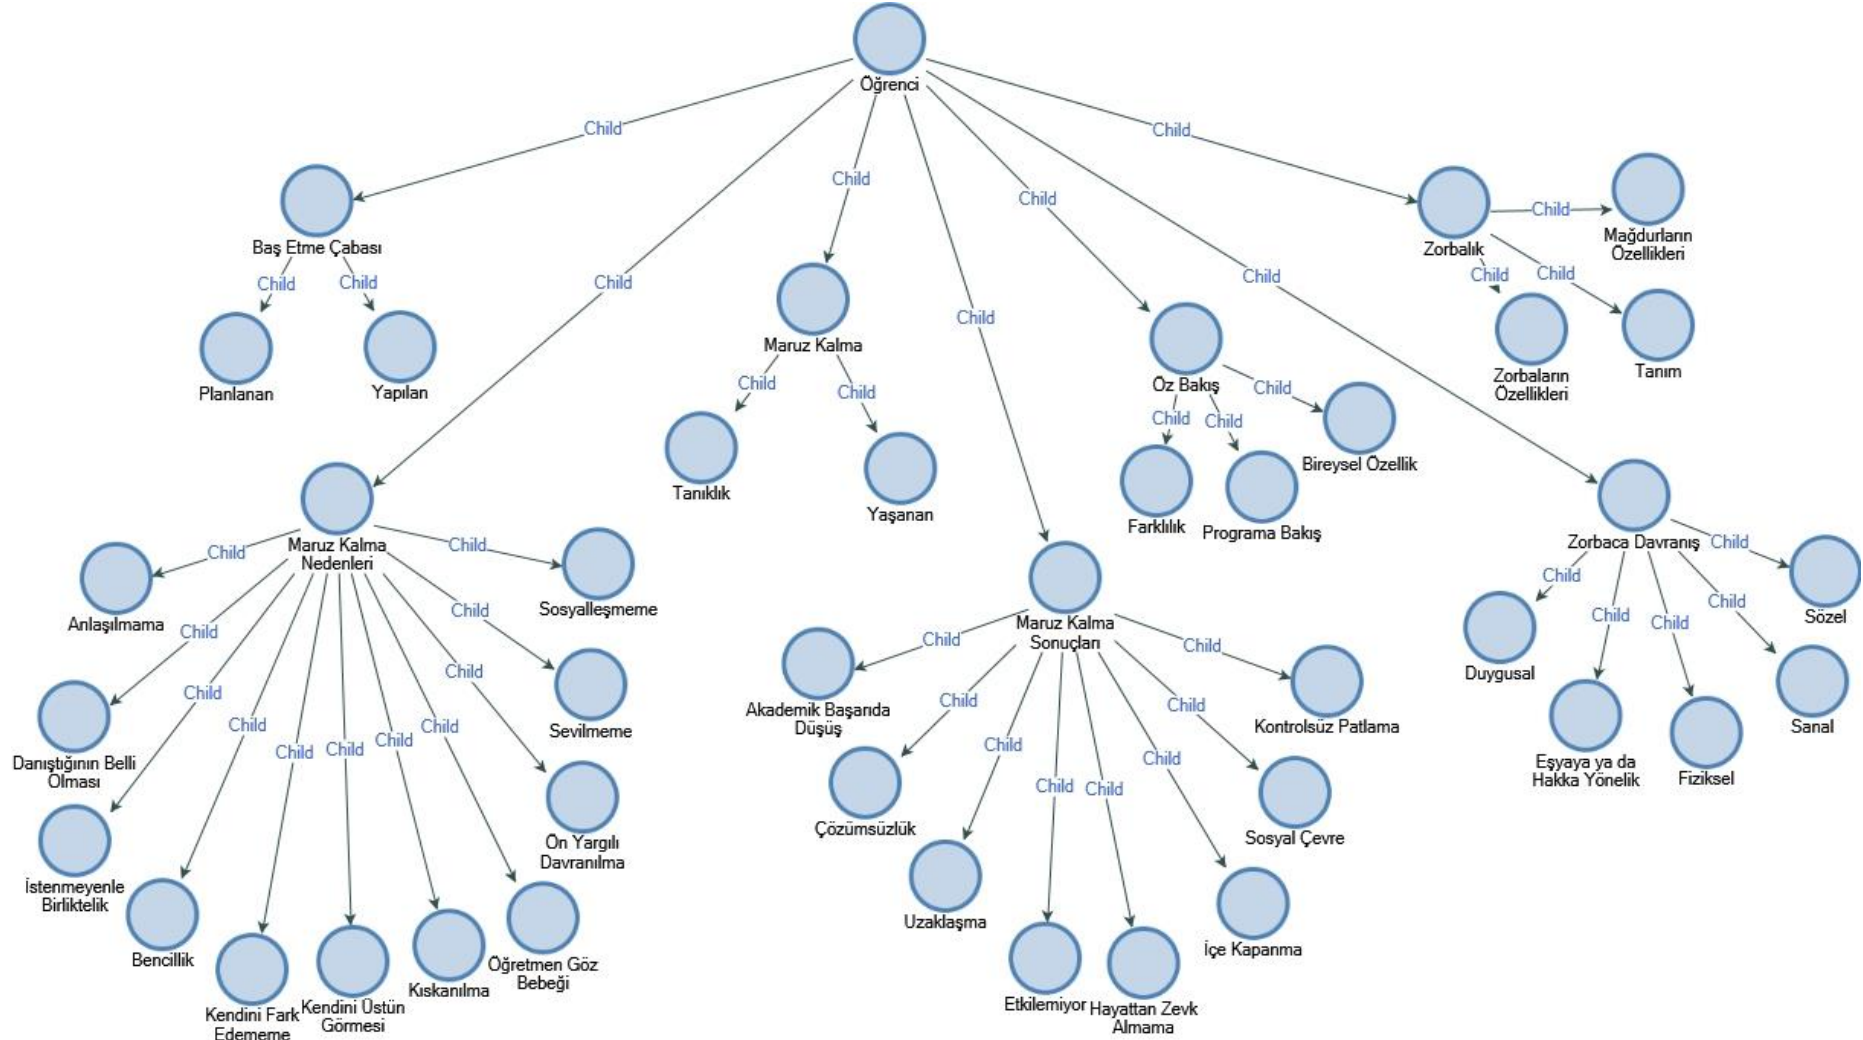 Öğrenci
Child
Child
Child
Child
Child
Child
Child
Baş Etme Çabası
Child
Child
Planlanan
Yapılan
Maruz Kalma
Child
Child
Tanıklık
Yaşanan
Öz Bakış
Child
Child
Child
Farklılık
Programa Bakış
Bireysel Özellik
Zorbalık
Child
Child
Child
Mağdurların
Özellikleri
Zorbaların
Özellikleri
Tanım
Maruz Kalma
Nedenleri
Child
Child
Child
Child
Child
Child
Child
Child
Child
Child
Child
Anlaşılmama
Danıştığının Belli
Olması
İstenmeyenle
Birliktelik
Bencillik
Kendini Fark
Edememe
Kendini Üstün
Görmesi
Kıskanılma
Öğretmen Göz
Bebeği
Ön Yargılı
Davranılma
Sevilmeme
Sosyalleşmeme
Maruz Kalma
Sonuçları
Child
Child
Child
Child
Child
Child
Child
Child
Akademik Başarıda
Düşüş
Çözümsüzlük
Uzaklaşma
Etkilemiyor
Hayattan Zevk
Almama
İçe Kapanma
Sosyal Çevre
Kontrolsüz Patlama
Zorbaca Davranış
Child
Child
Child
Child
Child
Duygusal
Eşyaya ya da
Hakka Yönelik
Fiziksel
Sanal
Sözel